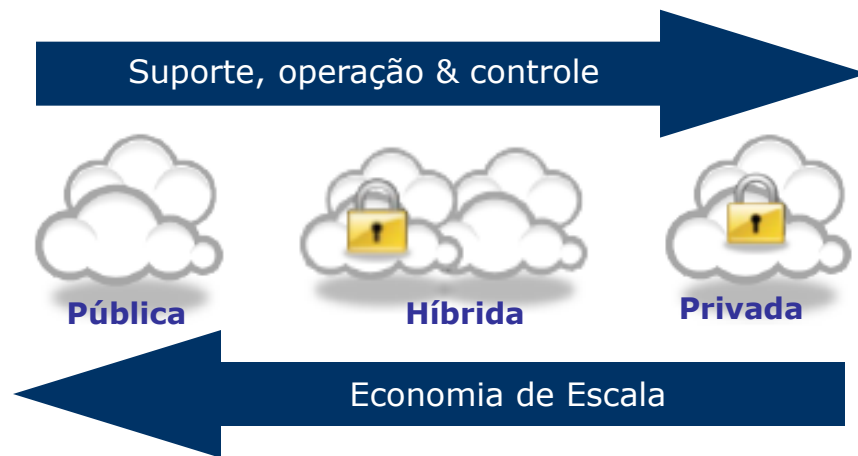 Suporte, operação & controle
Pública
Híbrida
Privada
Economia de Escala